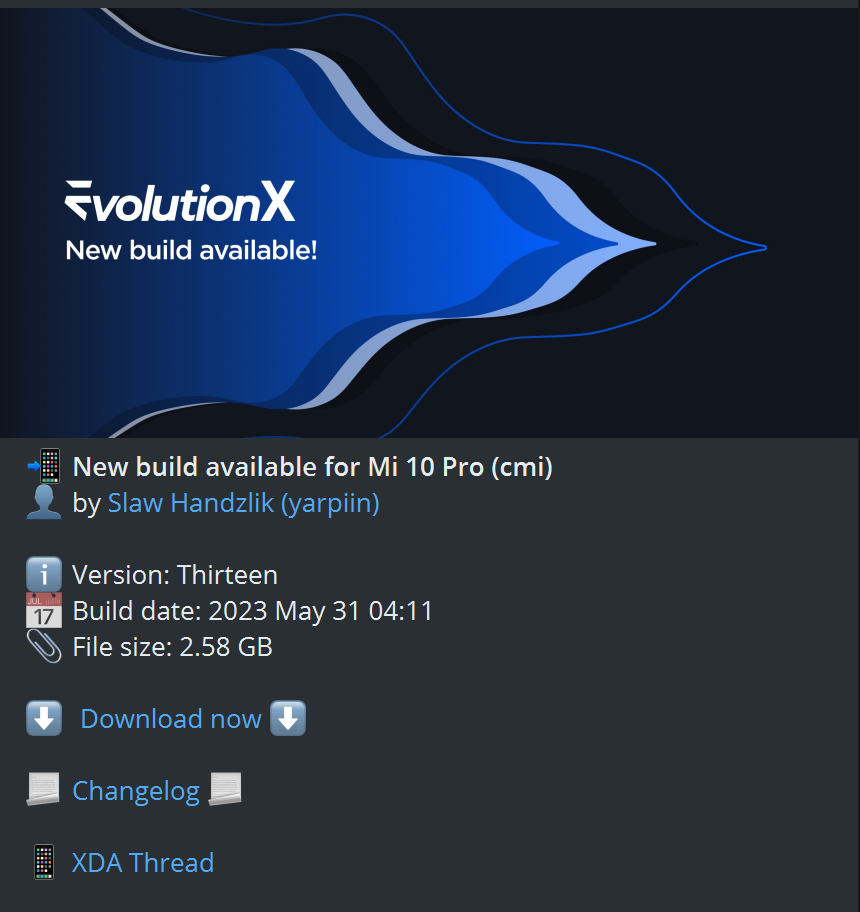 EvolutionX
New build available!
New build available for Mi 10 Pro (cmi)
by Slaw Handzlik (yarpiin)
Version: Thirteen
JUL
17
Build date: 2023 May 31 04:11
File size: 2.58 GB
Download now
Changelog
XDA Thread